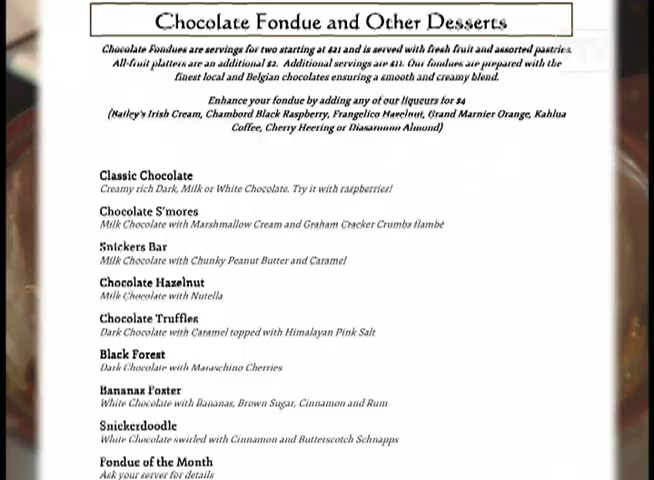 Chocolate Fondue and Other Desserts
Chocolate Fondues are servings for two starting at $21 and is served with fresh fruit and assorted pastries.
All-fruit platters are an additional $2. Additional servings are $11. Our fondues are prepared with the
finest local and Belgian chocolates ensuring a smooth and creamy blend.
Enhance your fondue by adding any of our liqueurs for $4
(Bailey's Irish Cream, Chambord Black Raspberry, Frangelico Hazelnut, Grand Marnier Orange, Kahlua
Coffee, Cherry Heering or Disaronno Almond)
Classic Chocolate
Creamy rich Dark, Milk or White Chocolate. Try it with raspberries!
Chocolate S'mores
Milk Chocolate with Marshmallow Cream and Graham Cracker Crumbs flambé
Snickers Bar
Milk Chocolate with Chunky Peanut Butter and Caramel
Chocolate Hazelnut
Milk Chocolate with Nutella
Chocolate Truffles
Dark Chocolate with Caramel topped with Himalayan Pink Salt
Black Forest
Dark Chocolate with Maraschino Cherries
Bananas Foster
White Chocolate with Bananas, Brown Sugar, Cinnamon and Rum
Snickerdoodle
White Chocolate swirled with Cinnamon and Butterscotch Schnapps
Fondue of the Month
Ask your server for details